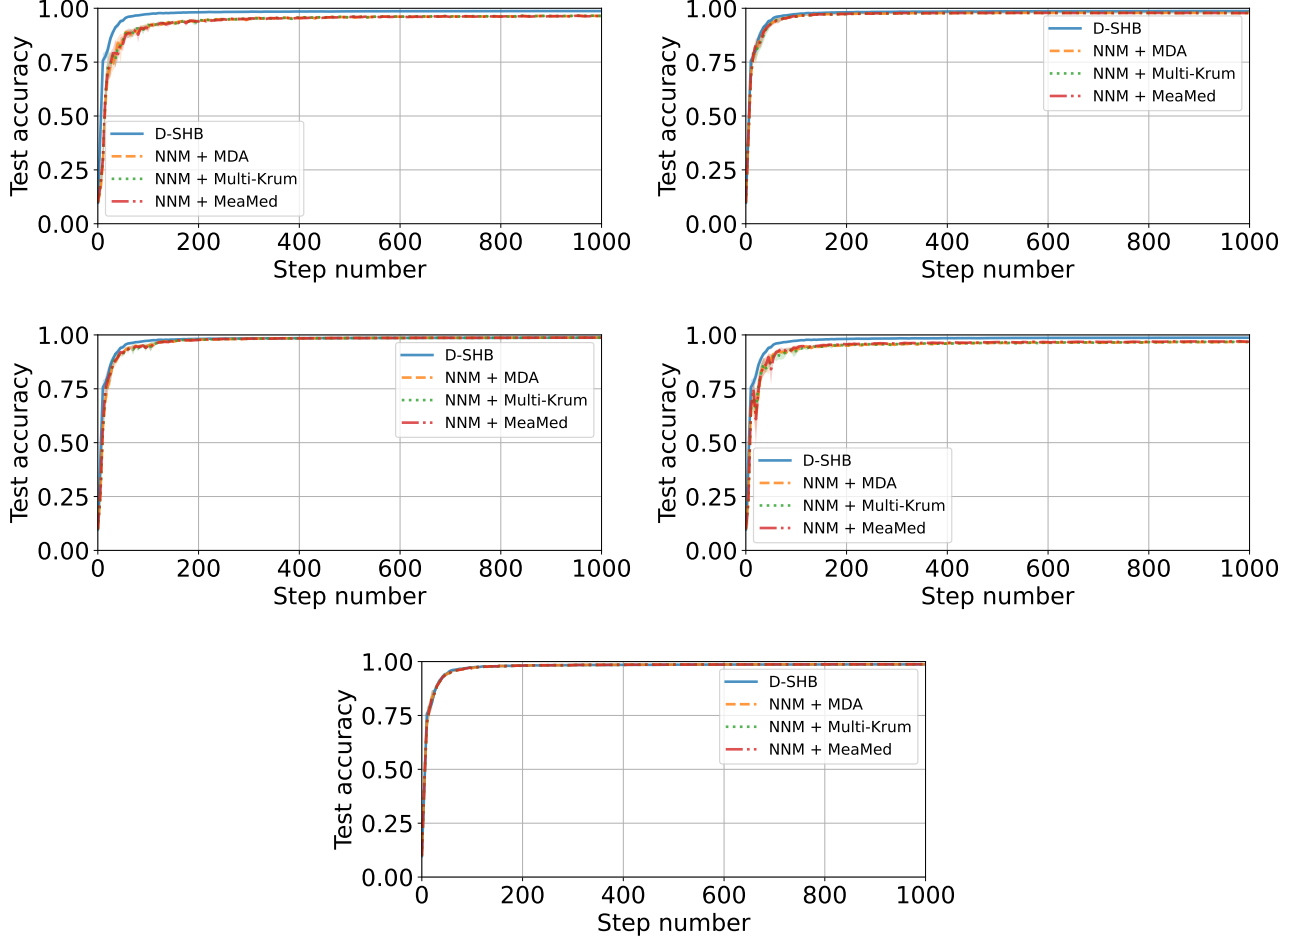 1.00
0.75
0.50
0.25
0.00
Test accuracy
D-SHB
NNM + MDA
NNM + Multi-Krum
NNM + MeaMed
0 200 400 600 800 1000
Step number
1.00
0.75
0.50
0.25
0.00
Test accuracy
D-SHB
NNM + MDA
NNM + Multi-Krum
NNM + MeaMed
0 200 400 600 800 1000
Step number
1.00
0.75
0.50
0.25
0.00
Test accuracy
D-SHB
NNM + MDA
NNM + Multi-Krum
NNM + MeaMed
0 200 400 600 800 1000
Step number
1.00
0.75
0.50
0.25
0.00
Test accuracy
D-SHB
NNM + MDA
NNM + Multi-Krum
NNM + MeaMed
0 200 400 600 800 1000
Step number
1.00
0.75
0.50
0.25
0.00
Test accuracy
D-SHB
NNM + MDA
NNM + Multi-Krum
NNM + MeaMed
0 200 400 600 800 1000
Step number